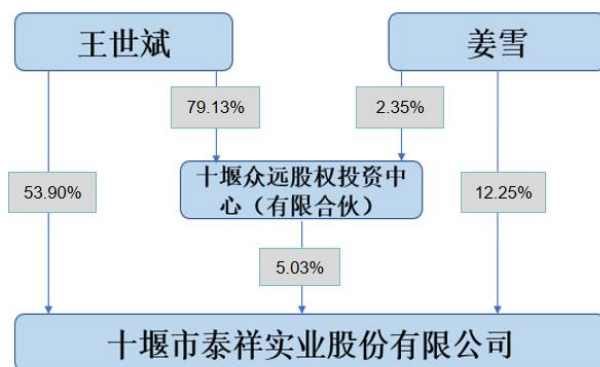 王世斌
姜雪
79.13%
2.35%
53.90%
十堰众远股权投资中
心（有限合伙）
12.25%
5.03%
十堰市泰祥实业股份有限公司